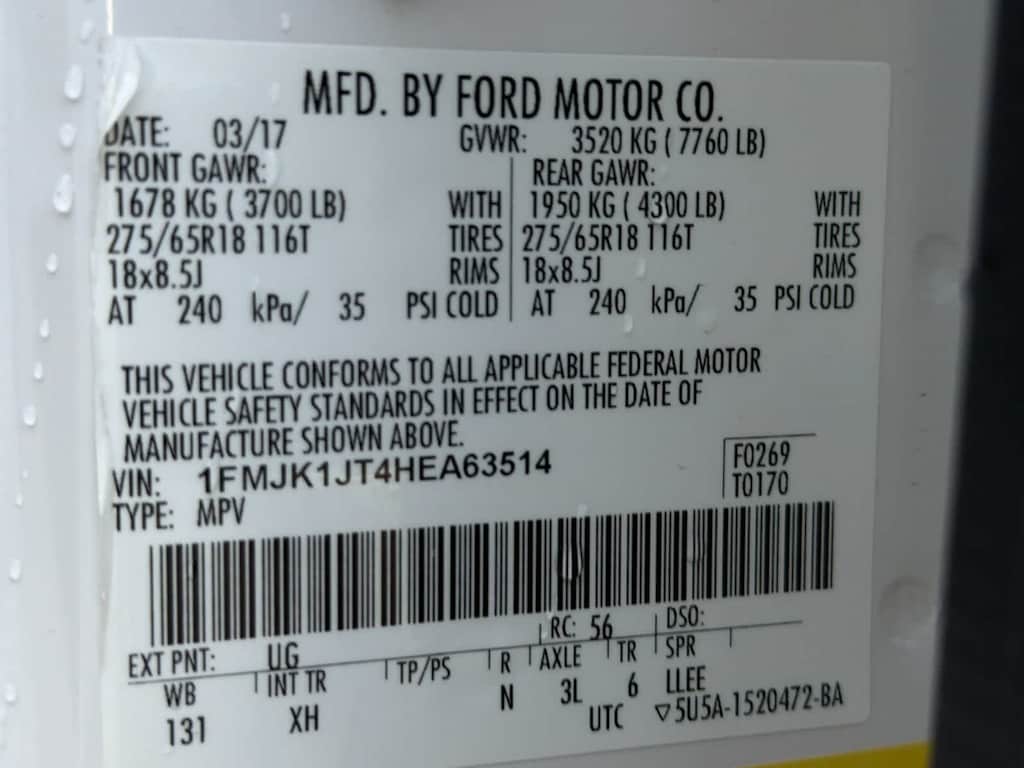 MFD. BY FORD MOTOR CO.
DATE: 03/17 GVWR: 3520 KG ( 7760 LB)
FRONT GAWR: REAR GAWR:
1678 KG ( 3700 LB) WITH 1950 KG ( 4300 LB) WITH
275/65R18 116T TIRES 275/65R18 116T TIRES
18x8.5J RIMS 18x8.5J RIMS
AT 240 kPa/ 35 PSI COLD AT 240 kPa/ 35 PSI COLD
THIS VEHICLE CONFORMS TO ALL APPLICABLE FEDERAL MOTOR
VEHICLE SAFETY STANDARDS IN EFFECT ON THE DATE OF
MANUFACTURE SHOWN ABOVE.
VIN: 1FMJK1JT4HEA63514 F0269
TYPE: MPV T0170
EXT PNT: UG RC: 56 DSO:
WB INT TR TP/PS R AXLE TR SPR
131 XH N 3L 6 LLEE
UTC ▽5U5A-1520472-BA